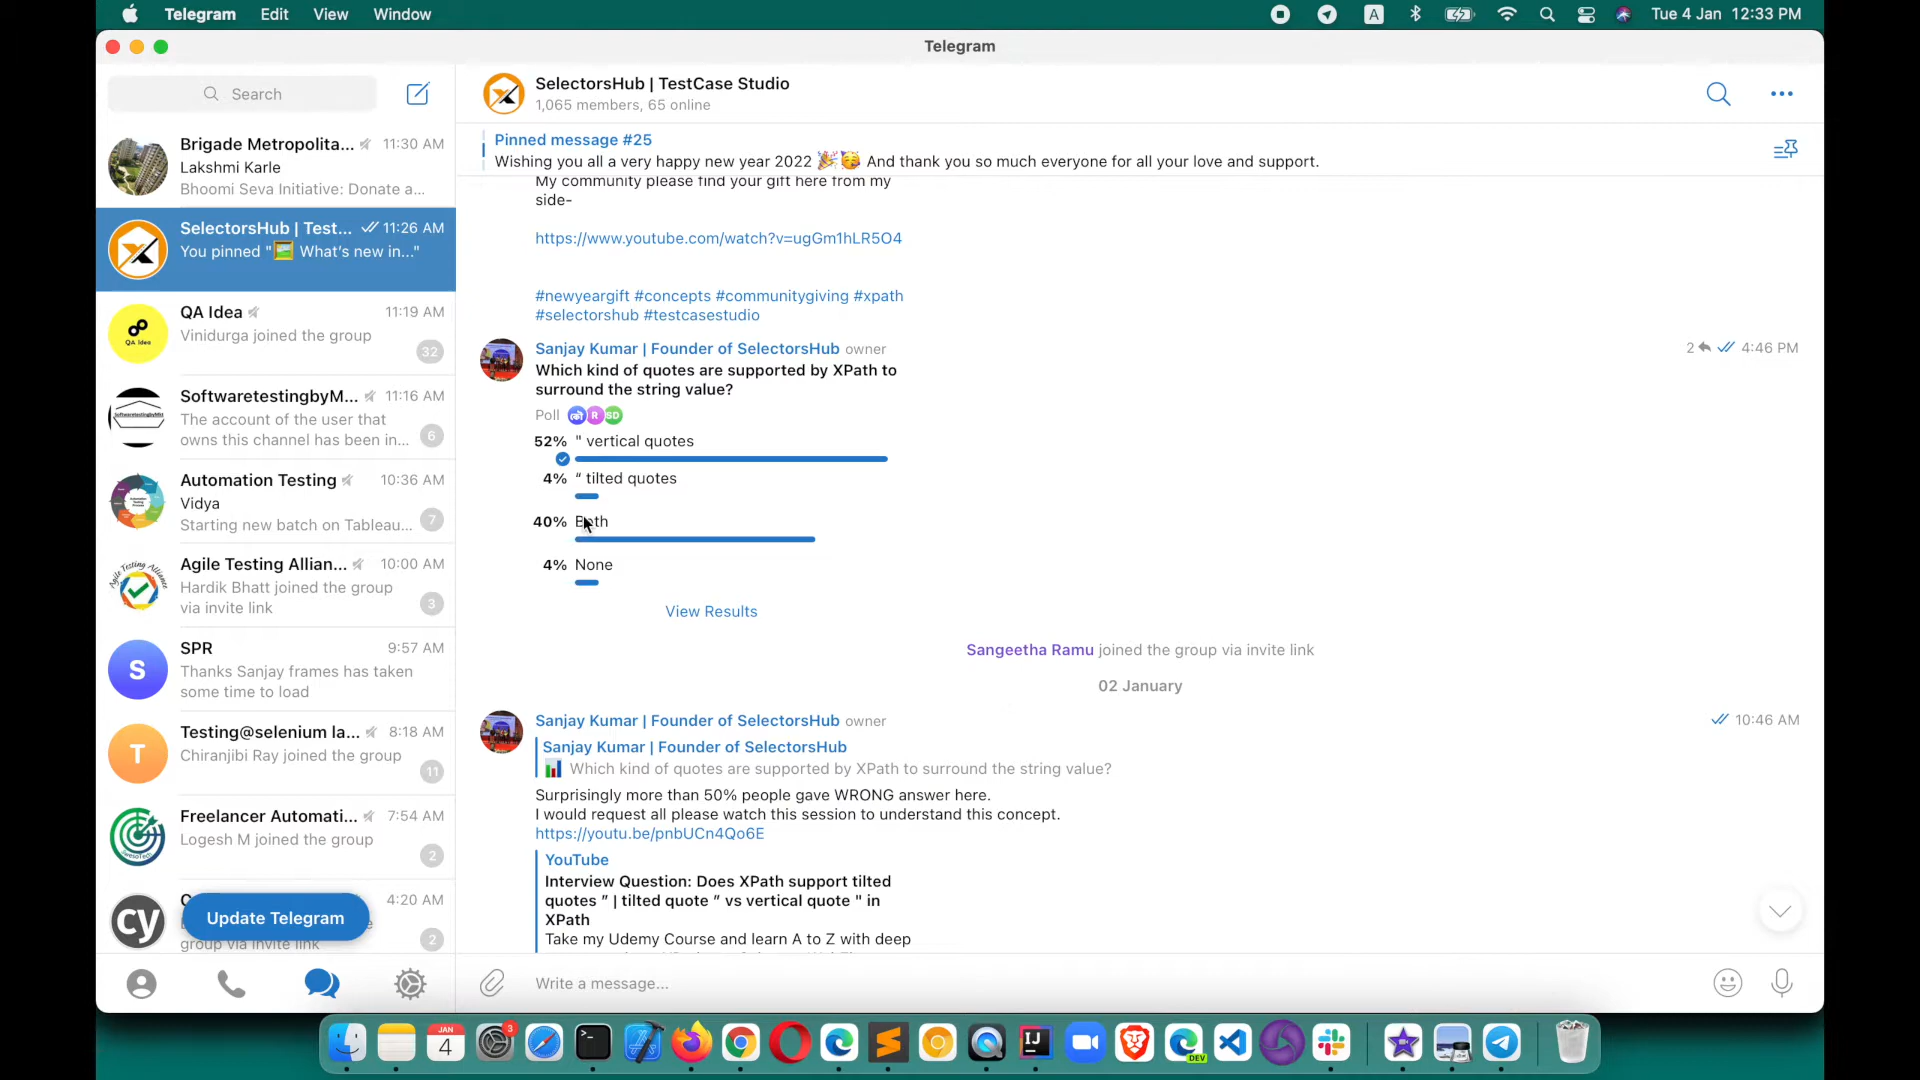 Telegram Edit View Window
A
Tue 4 Jan 12:33 PM
Telegram
Search
Brigade Metropolita... 11:30 AM
Lakshmi Karle
Bhoomi Seva Initiative: Donate a...
SelectorsHub | Test... 11:26 AM
You pinned "🖼 What's new in..."
QA Idea 11:19 AM
Vinidurga joined the group
QA Idea
32
SoftwaretestingbyM... 11:16 AM
The account of the user that
owns this channel has been in...
6
Automation Testing 10:36 AM
Vidya
Starting new batch on Tableau...
7
Agile Testing Allian... 10:00 AM
Hardik Bhatt joined the group
via invite link
3
S
SPR 9:57 AM
Thanks Sanjay frames has taken
some time to load
T
Testing@selenium la... 8:18 AM
Chiranjibi Ray joined the group
11
Freelancer Automati... 7:54 AM
Logesh M joined the group
2
cy
4:20 AM
Update Telegram
group via invite link
2
SelectorsHub | TestCase Studio
1,065 members, 65 online
Pinned message #25
Wishing you all a very happy new year 2022 🎉🥳 And thank you so much everyone for all your love and support.
My community please find your gift here from my
side-
https://www.youtube.com/watch?v=ugGm1hLR5O4
#newyeargift #concepts #communitygiving #xpath
#selectorshub #testcasestudio
Sanjay Kumar | Founder of SelectorsHub owner
2 4:46 PM
Which kind of quotes are supported by XPath to
surround the string value?
Poll R SD
52% " vertical quotes
4% “ tilted quotes
40% Both
4% None
View Results
Sangeetha Ramu joined the group via invite link
02 January
Sanjay Kumar | Founder of SelectorsHub owner
10:46 AM
Sanjay Kumar | Founder of SelectorsHub
📊 Which kind of quotes are supported by XPath to surround the string value?
Surprisingly more than 50% people gave WRONG answer here.
I would request all please watch this session to understand this concept.
https://youtu.be/pnbUCn4Qo6E
YouTube
Interview Question: Does XPath support tilted
quotes ” | tilted quote ” vs vertical quote " in
XPath
Take my Udemy Course and learn A to Z with deep
Write a message...
JAN
4
3
IJ
DEV